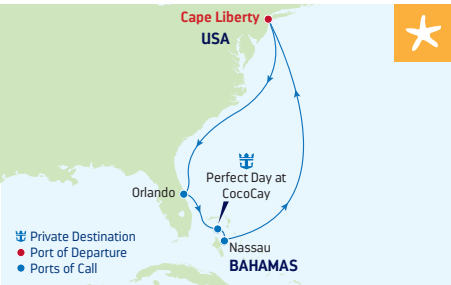 Cape Liberty
USA
Perfect Day at
CocoCay
Orlando
Nassau
BAHAMAS
Private Destination
Port of Departure
Ports of Call